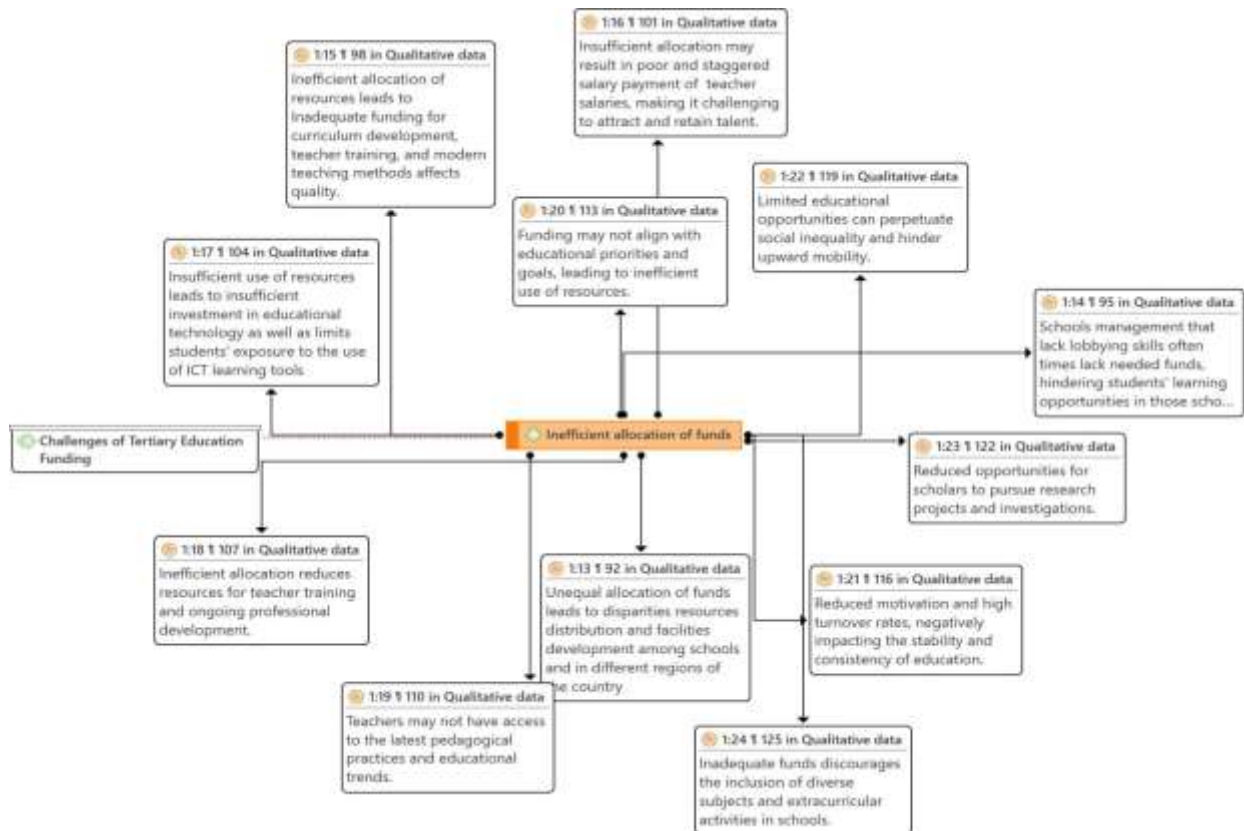 1:16 ¶ 101 in Qualitative data
Insufficient allocation may
result in poor and staggered
salary payment of teacher
salaries, making it challenging
to attract and retain talent.
1:15 ¶ 98 in Qualitative data
Inefficient allocation of
resources leads to
Inadequate funding for
curriculum development,
teacher training, and modern
teaching methods affects
quality.
1:22 ¶ 119 in Qualitative data
Limited educational
opportunities can perpetuate
social inequality and hinder
upward mobility.
1:20 ¶ 113 in Qualitative data
Funding may not align with
educational priorities and
goals, leading to inefficient
use of resources.
1:17 ¶ 104 in Qualitative data
Insufficient use of resources
leads to insufficient
investment in educational
technology as well as limits
students' exposure to the use
of ICT learning tools
1:14 ¶ 95 in Qualitative data
Schools management that
lack lobbying skills often
times lack needed funds,
hindering students' learning
opportunities in those scho...
Challenges of Tertiary Education
Funding
Inefficient allocation of funds
1:23 ¶ 122 in Qualitative data
Reduced opportunities for
scholars to pursue research
projects and investigations.
1:18 ¶ 107 in Qualitative data
Inefficient allocation reduces
resources for teacher training
and ongoing professional
development.
1:13 ¶ 92 in Qualitative data
Unequal allocation of funds
leads to disparities resources
distribution and facilities
development among schools
and in different regions of
the country
1:21 ¶ 116 in Qualitative data
Reduced motivation and high
turnover rates, negatively
impacting the stability and
consistency of education.
1:19 ¶ 110 in Qualitative data
Teachers may not have access
to the latest pedagogical
practices and educational
trends.
1:24 ¶ 125 in Qualitative data
Inadequate funds discourages
the inclusion of diverse
subjects and extracurricular
activities in schools.